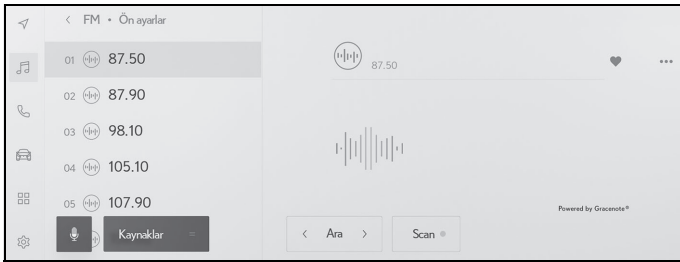 FM • Ön ayarlar
01 87.50
02 87.90
03 98.10
04 105.10
05 107.90
Kaynaklar
87.50
Powered by Gracenote®
Ara
Scan